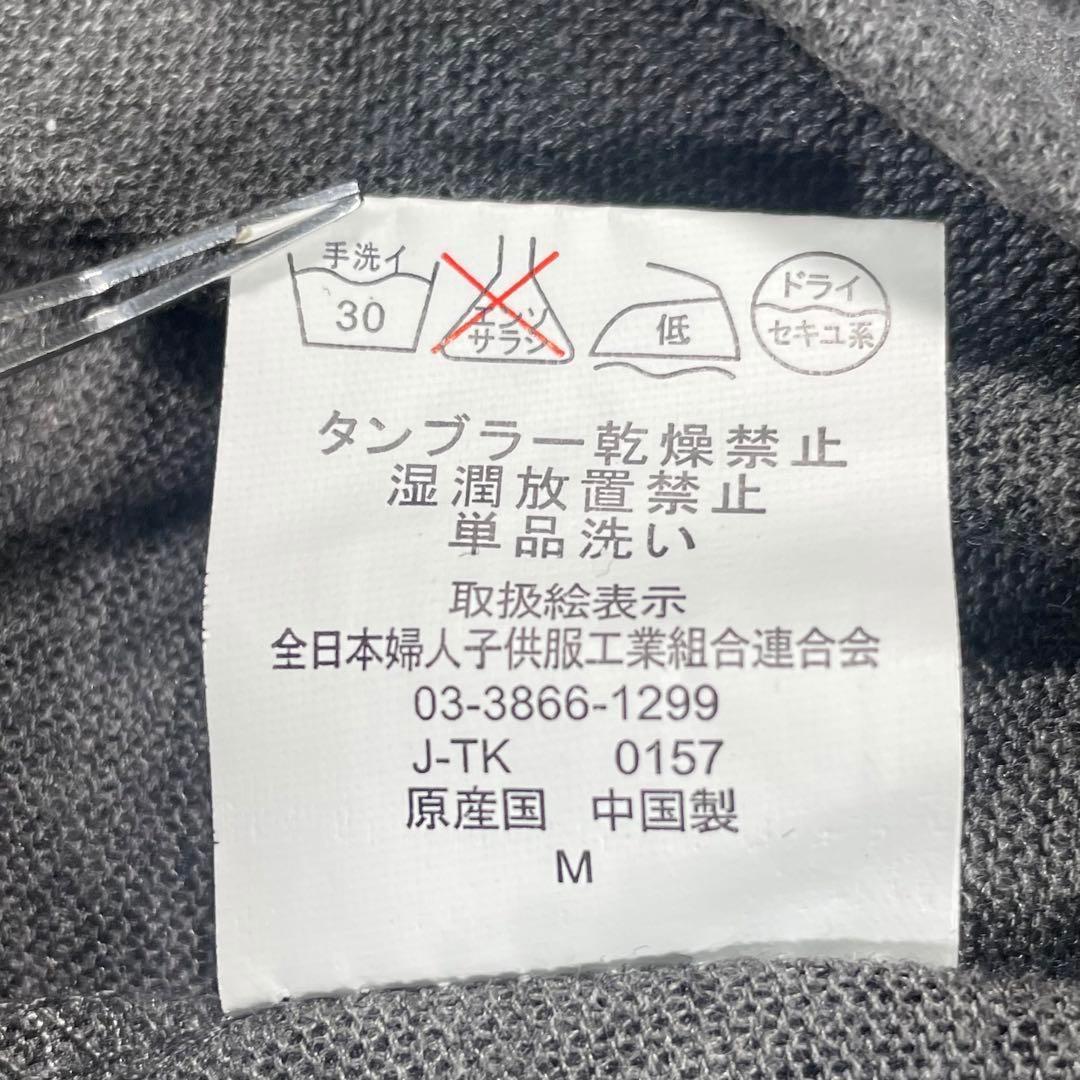 手洗イ
30
エンソ
サラシ
低
ドライ
セキユ系
タンブラー乾燥禁止
湿潤放置禁止
単品洗い
取扱絵表示
全日本婦人子供服工業組合連合会
03-3866-1299
J-TK 0157
原産国 中国製
M